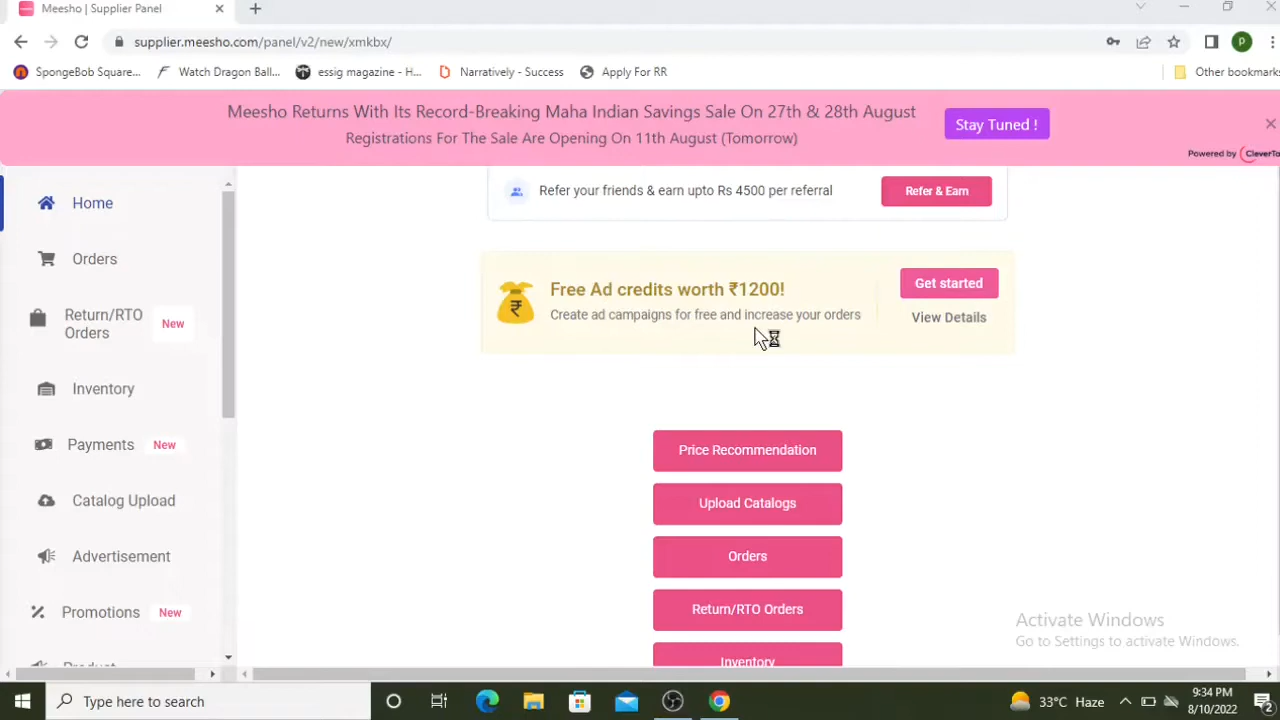 Meesho | Supplier Panel
supplier.meesho.com/panel/v2/new/xmkbx/
P
SpongeBob Square...
Watch Dragon Ball...
essig magazine - H...
Narratively - Success
Apply For RR
Other bookmarks
Meesho Returns With Its Record-Breaking Maha Indian Savings Sale On 27th & 28th August
Registrations For The Sale Are Opening On 11th August (Tomorrow)
Stay Tuned !
Powered by CleverTa
Home
Orders
Return/RTO
Orders
New
Inventory
Payments
New
Catalog Upload
Advertisement
Promotions
New
Product
Refer your friends & earn upto Rs 4500 per referral
Refer & Earn
Free Ad credits worth ₹1200!
Create ad campaigns for free and increase your orders
Get started
View Details
Price Recommendation
Upload Catalogs
Orders
Return/RTO Orders
Inventory
Activate Windows
Go to Settings to activate Windows.
Type here to search
33°C Haze
9:34 PM
8/10/2022
2